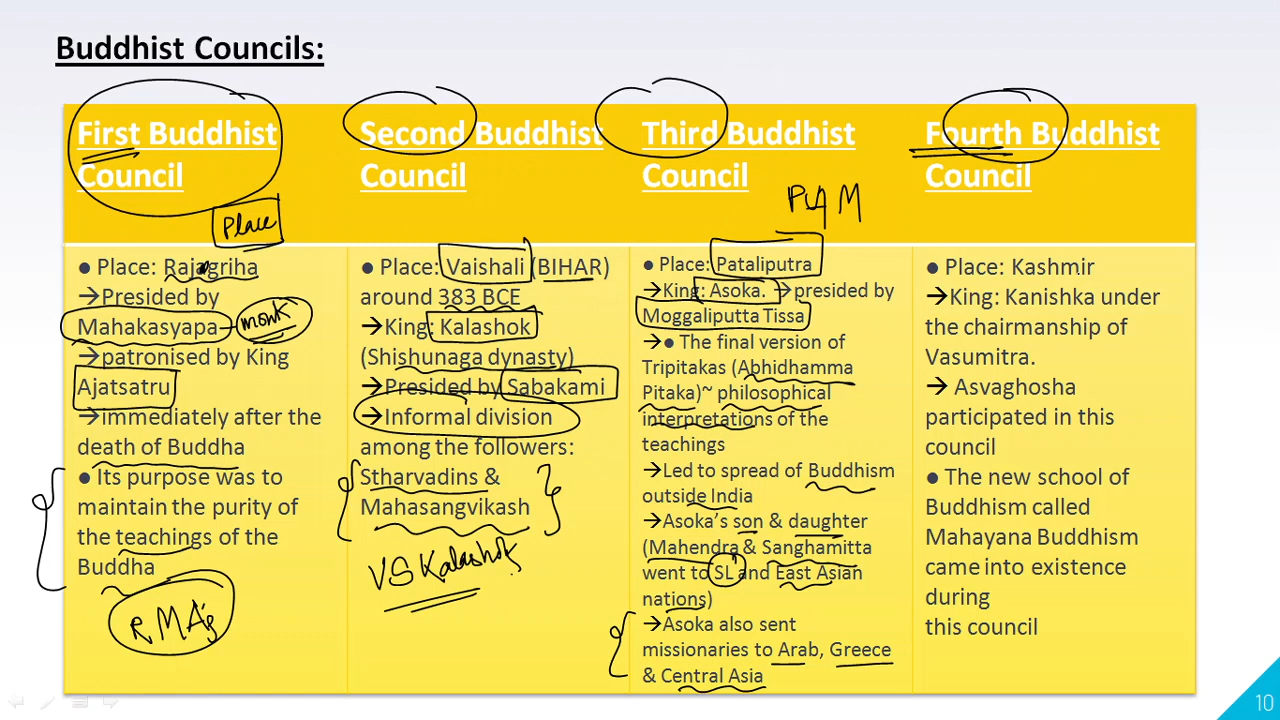 Buddhist Councils:
First Buddhist
Council
Place
● Place: Rajagriha
→Presided by
Mahakasyapa – monk
→patronised by King
Ajatsatru
→immediately after the
death of Buddha
● Its purpose was to
maintain the purity of
the teachings of the
Buddha
RMAj
Second Buddhist
Council
● Place: Vaishali (BIHAR)
around 383 BCE
→King: Kalashok
(Shishunaga dynasty)
→Presided by Sabakami
→Informal division
among the followers:
Stharvadins &
Mahasangvikash
VS Kalashok
Third Buddhist
Council
● Place: Pataliputra
→King: Asoka. →presided by
Moggaliputta Tissa
→● The final version of
Tripitakas (Abhidhamma
Pitaka)~ philosophical
interpretations of the
teachings
→Led to spread of Buddhism
outside India
→Asoka's son & daughter
(Mahendra & Sanghamitta
went to SL and East Asian
nations)
→Asoka also sent
missionaries to Arab, Greece
& Central Asia
Fourth Buddhist
Council
● Place: Kashmir
→King: Kanishka under
the chairmanship of
Vasumitra.
→ Asvaghosha
participated in this
council
● The new school of
Buddhism called
Mahayana Buddhism
came into existence
during
this council
10